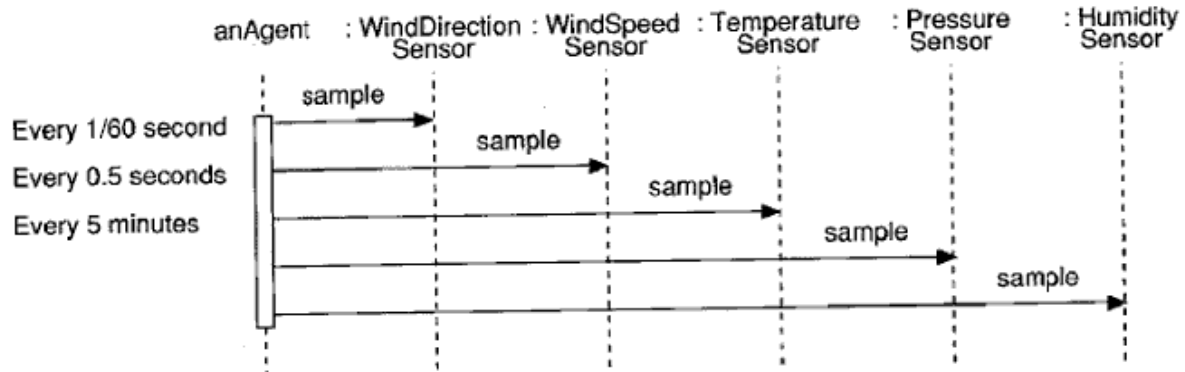 anAgent : WindDirection : WindSpeed : Temperature : Pressure : Humidity
Sensor Sensor Sensor Sensor Sensor
sample
Every 1/60 second
sample
Every 0.5 seconds
sample
Every 5 minutes
sample
sample